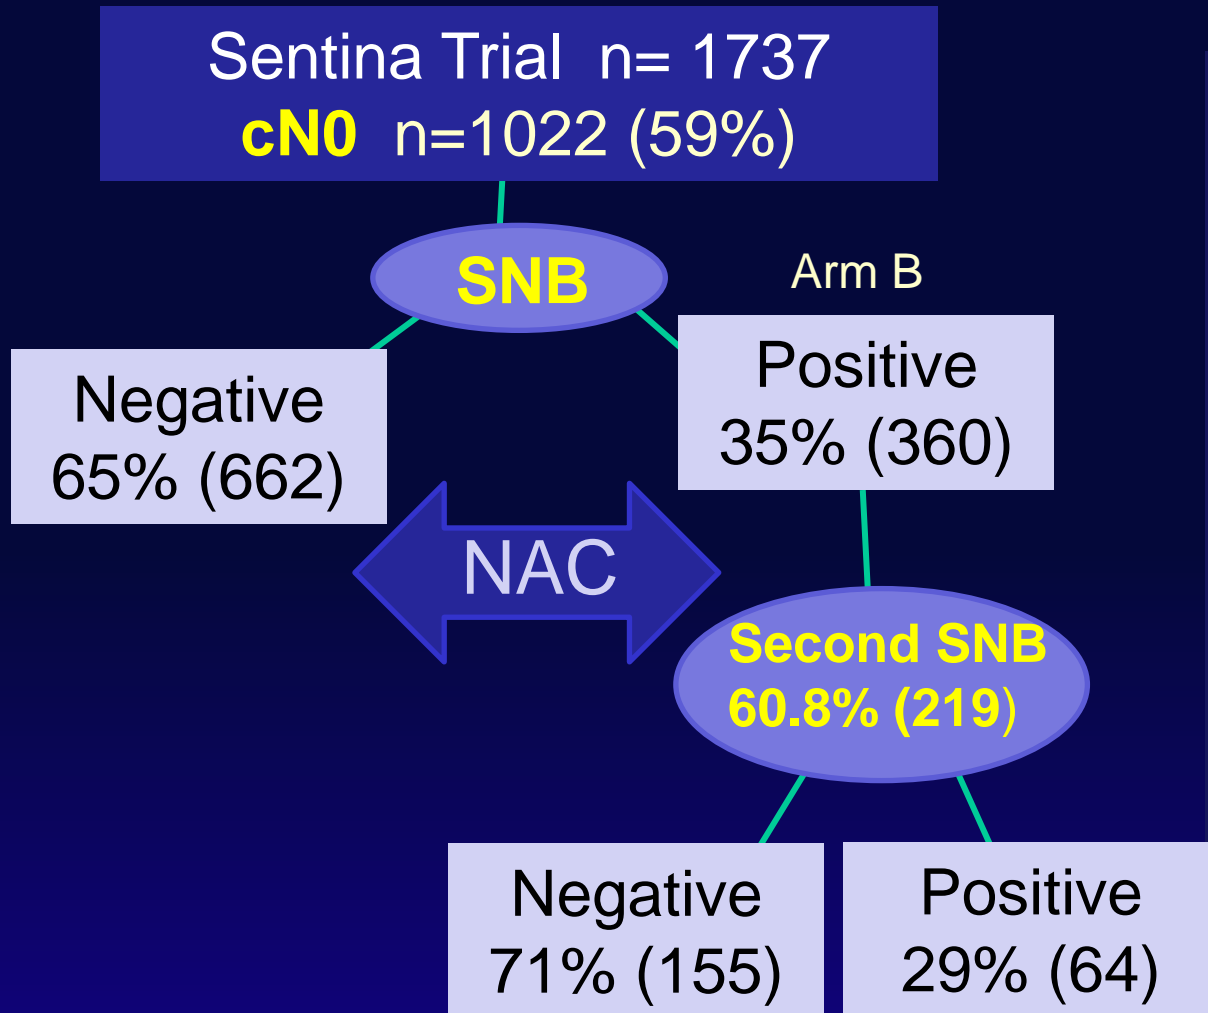 Sentina Trial n= 1737
cN0 n=1022 (59%)
SNB
Arm B
Negative
65% (662)
Positive
35% (360)
NAC
Second SNB
60.8% (219)
Negative
71% (155)
Positive
29% (64)